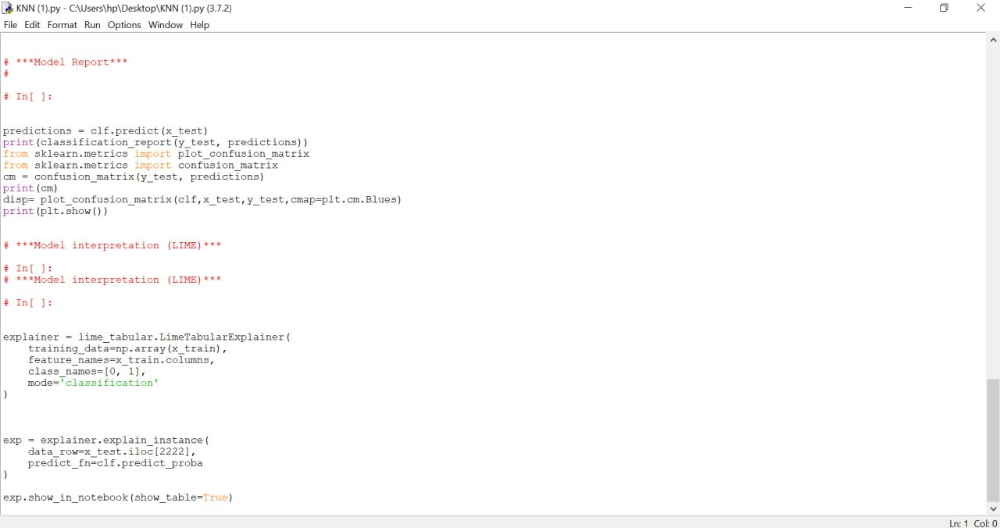 KNN (1).py - C:\Users\hp\Desktop\KNN (1).py (3.7.2)
File Edit Format Run Options Window Help
# ***Model Report***
#
# In[ ]:
predictions = clf.predict(x_test)
print(classification_report(y_test, predictions))
from sklearn.metrics import plot_confusion_matrix
from sklearn.metrics import confusion_matrix
cm = confusion_matrix(y_test, predictions)
print(cm)
disp= plot_confusion_matrix(clf,x_test,y_test,cmap=plt.cm.Blues)
print(plt.show())
# ***Model interpretation (LIME)***
# In[ ]:
# ***Model interpretation (LIME)***
# In[ ]:
explainer = lime_tabular.LimeTabularExplainer(
    training_data=np.array(x_train),
    feature_names=x_train.columns,
    class_names=[0, 1],
    mode='classification'
)
exp = explainer.explain_instance(
    data_row=x_test.iloc[2222],
    predict_fn=clf.predict_proba
)
exp.show_in_notebook(show_table=True)
Ln: 1 Col: 0